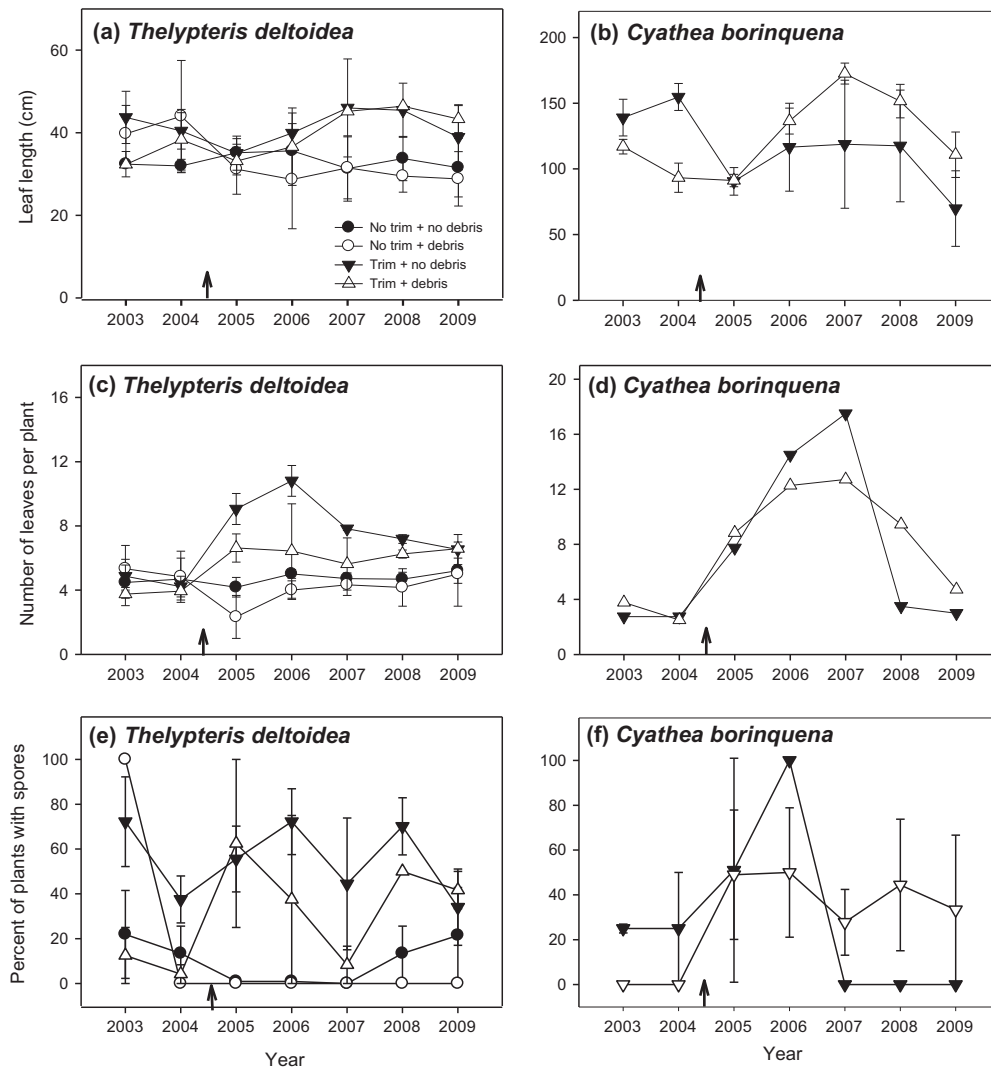 (a) Thelypteris deltoidea
Leaf length (cm)
60
40
20
0
No trim + no debris
No trim + debris
Trim + no debris
Trim + debris
2003 2004 2005 2006 2007 2008 2009
(b) Cyathea borinquena
200
150
100
50
0
2003 2004 2005 2006 2007 2008 2009
(c) Thelypteris deltoidea
Number of leaves per plant
16
12
8
4
0
2003 2004 2005 2006 2007 2008 2009
(d) Cyathea borinquena
20
16
12
8
4
0
2003 2004 2005 2006 2007 2008 2009
(e) Thelypteris deltoidea
Percent of plants with spores
100
80
60
40
20
0
2003 2004 2005 2006 2007 2008 2009
Year
(f) Cyathea borinquena
100
80
60
40
20
0
2003 2004 2005 2006 2007 2008 2009
Year